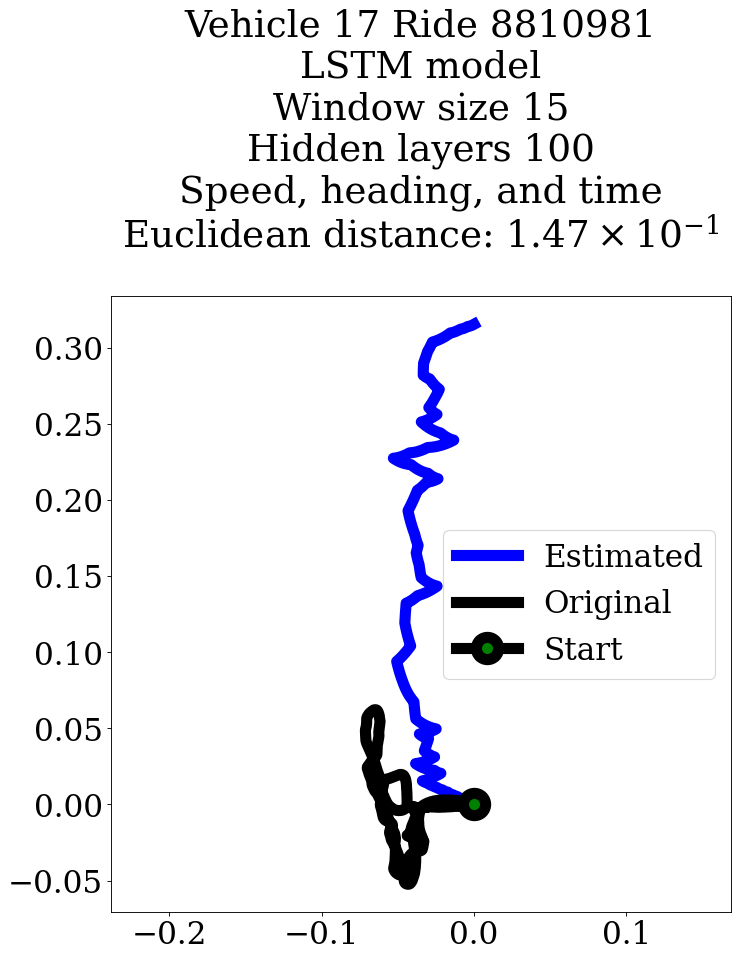 Vehicle 17 Ride 8810981
LSTM model
Window size 15
Hidden layers 100
Speed, heading, and time
Euclidean distance: 1.47 × 10⁻¹
0.30
0.25
0.20
0.15
0.10
0.05
0.00
−0.05
Estimated
Original
Start
−0.2 −0.1 0.0 0.1